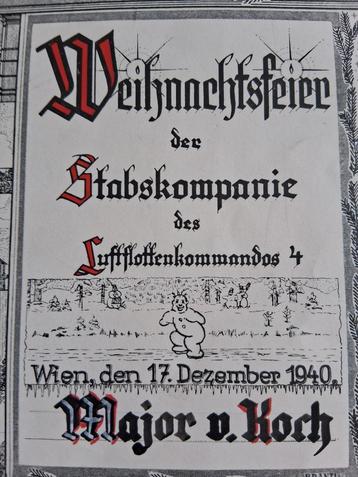 Weihnachtsfeier
der
Stabskompanie
des
Luftflottenkommandos 4
Wien, den 17. Dezember 1940.
Major v. Koch